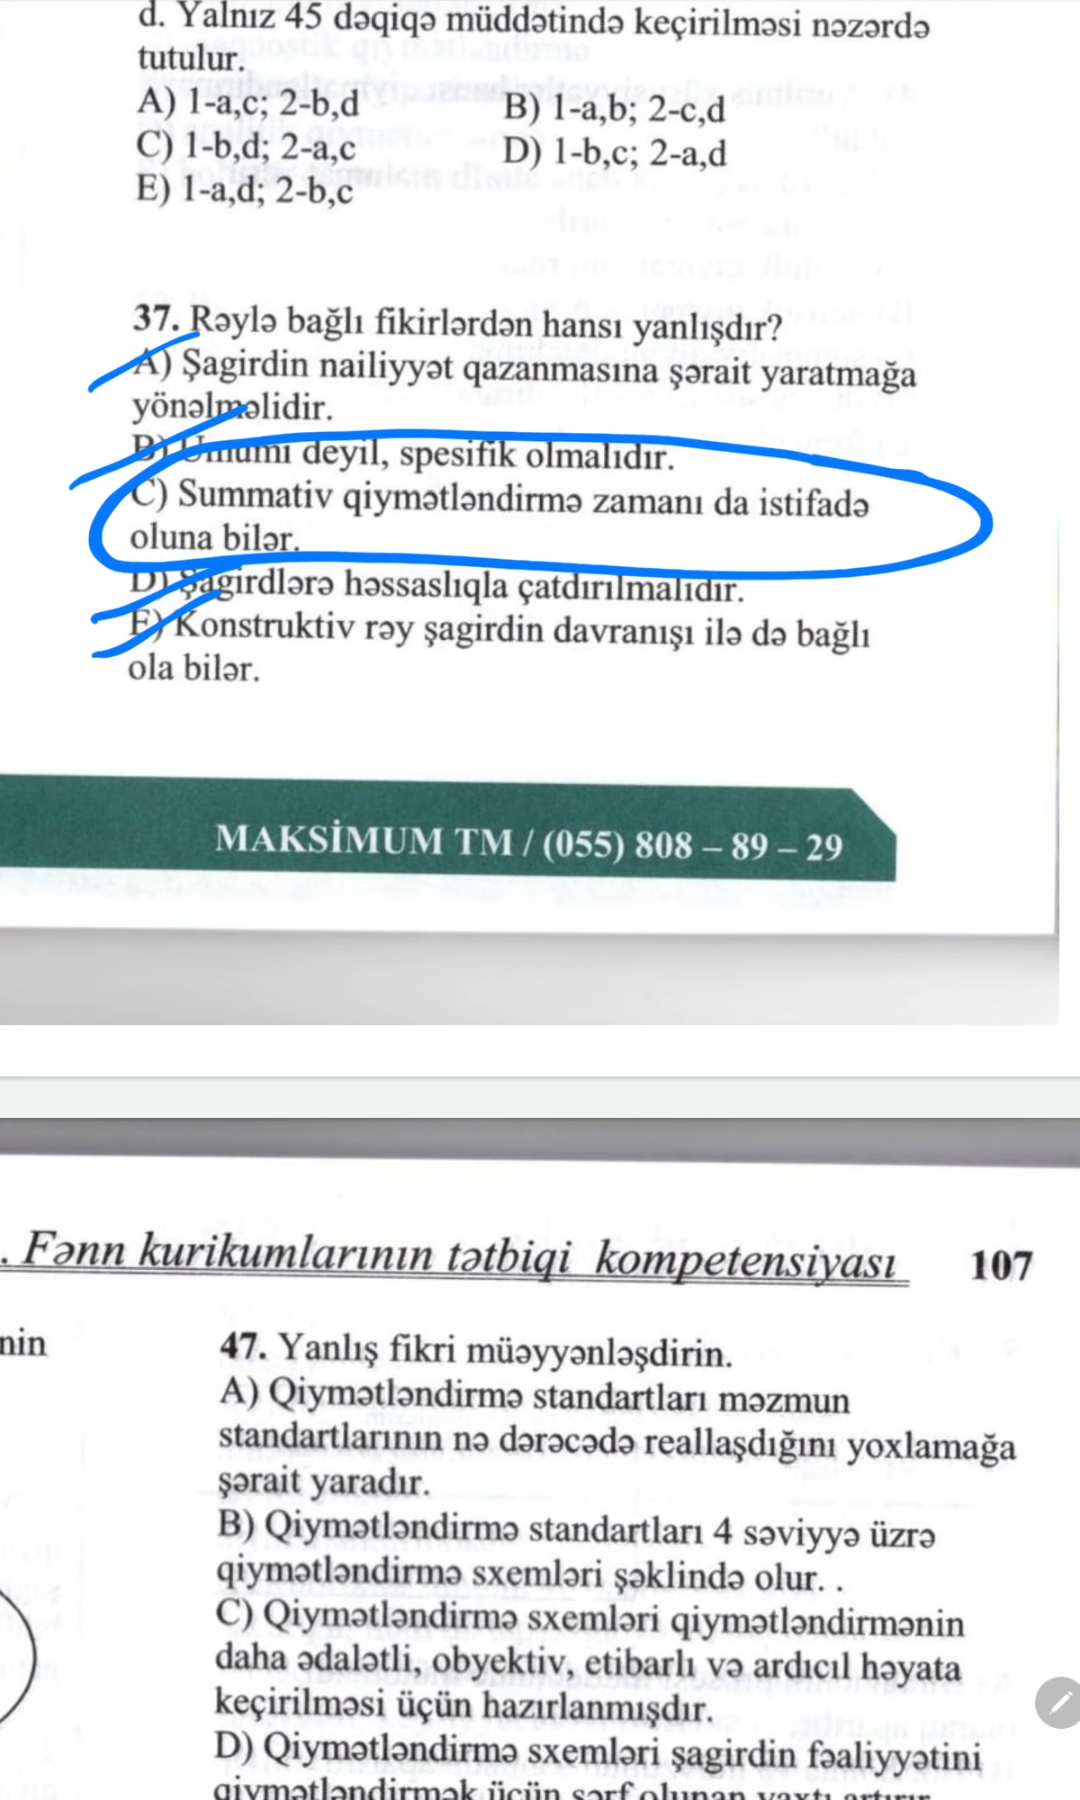 d. Yalnız 45 dəqiqə müddətində keçirilməsi nəzərdə
tutulur.
A) 1-a,c; 2-b,d
B) 1-a,b; 2-c,d
C) 1-b,d; 2-a,c
D) 1-b,c; 2-a,d
E) 1-a,d; 2-b,c
37. Rəylə bağlı fikirlərdən hansı yanlışdır?
A) Şagirdin nailiyyət qazanmasına şərait yaratmağa
yönəlməlidir.
B) Ümumi deyil, spesifik olmalıdır.
C) Summativ qiymətləndirmə zamanı da istifadə
oluna bilər.
D) Şagirdlərə həssaslıqla çatdırılmalıdır.
E) Konstruktiv rəy şagirdin davranışı ilə də bağlı
ola bilər.
MAKSİMUM TM / (055) 808 – 89 – 29
. Fənn kurikumlarının tətbiqi kompetensiyası 107
nin
47. Yanlış fikri müəyyənləşdirin.
A) Qiymətləndirmə standartları məzmun
standartlarının nə dərəcədə reallaşdığını yoxlamağa
şərait yaradır.
B) Qiymətləndirmə standartları 4 səviyyə üzrə
qiymətləndirmə sxemləri şəklində olur. .
C) Qiymətləndirmə sxemləri qiymətləndirmənin
daha ədalətli, obyektiv, etibarlı və ardıcıl həyata
keçirilməsi üçün hazırlanmışdır.
D) Qiymətləndirmə sxemləri şagirdin fəaliyyətini
qiymətləndirmək üçün sərf olunan vaxtı artırır